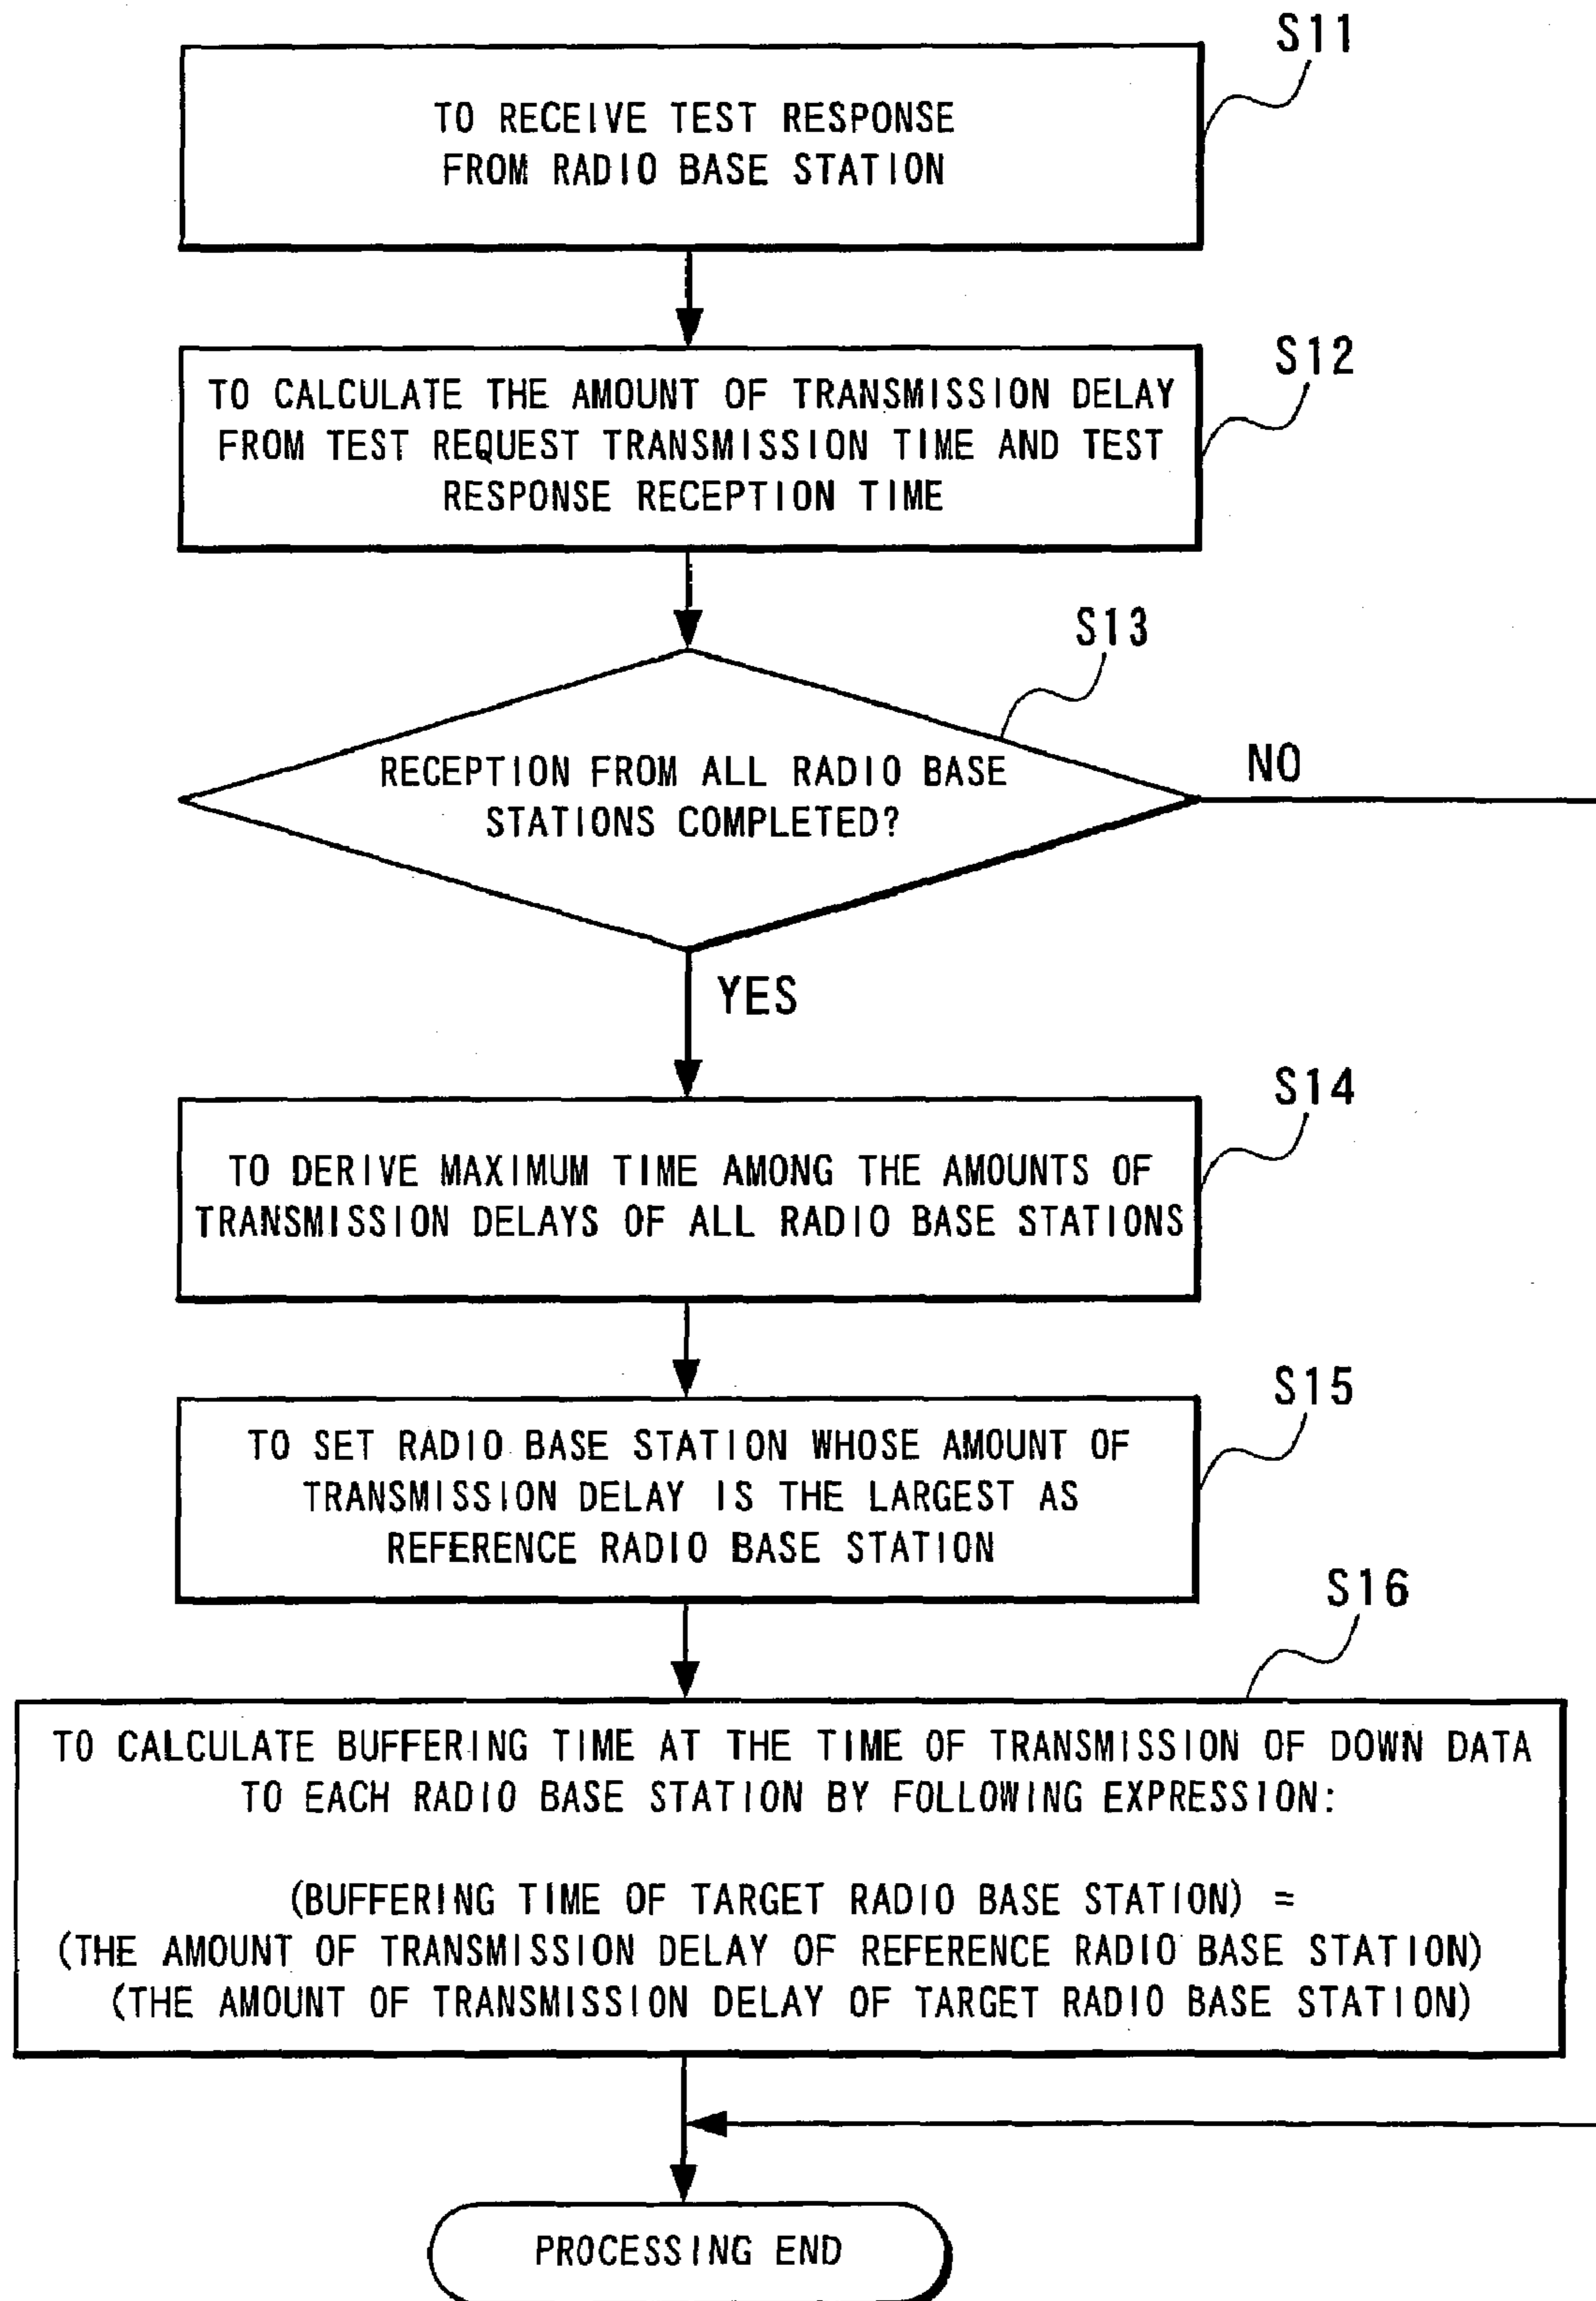 S11
TO RECEIVE TEST RESPONSE
FROM RADIO BASE STATION
S12
TO CALCULATE THE AMOUNT OF TRANSMISSION DELAY
FROM TEST REQUEST TRANSMISSION TIME AND TEST
RESPONSE RECEPTION TIME
S13
RECEPTION FROM ALL RADIO BASE
STATIONS COMPLETED?
NO
YES
S14
TO DERIVE MAXIMUM TIME AMONG THE AMOUNTS OF
TRANSMISSION DELAYS OF ALL RADIO BASE STATIONS
S15
TO SET RADIO BASE STATION WHOSE AMOUNT OF
TRANSMISSION DELAY IS THE LARGEST AS
REFERENCE RADIO BASE STATION
S16
TO CALCULATE BUFFERING TIME AT THE TIME OF TRANSMISSION OF DOWN DATA
TO EACH RADIO BASE STATION BY FOLLOWING EXPRESSION:
(BUFFERING TIME OF TARGET RADIO BASE STATION) =
(THE AMOUNT OF TRANSMISSION DELAY OF REFERENCE RADIO BASE STATION)
(THE AMOUNT OF TRANSMISSION DELAY OF TARGET RADIO BASE STATION)
PROCESSING END